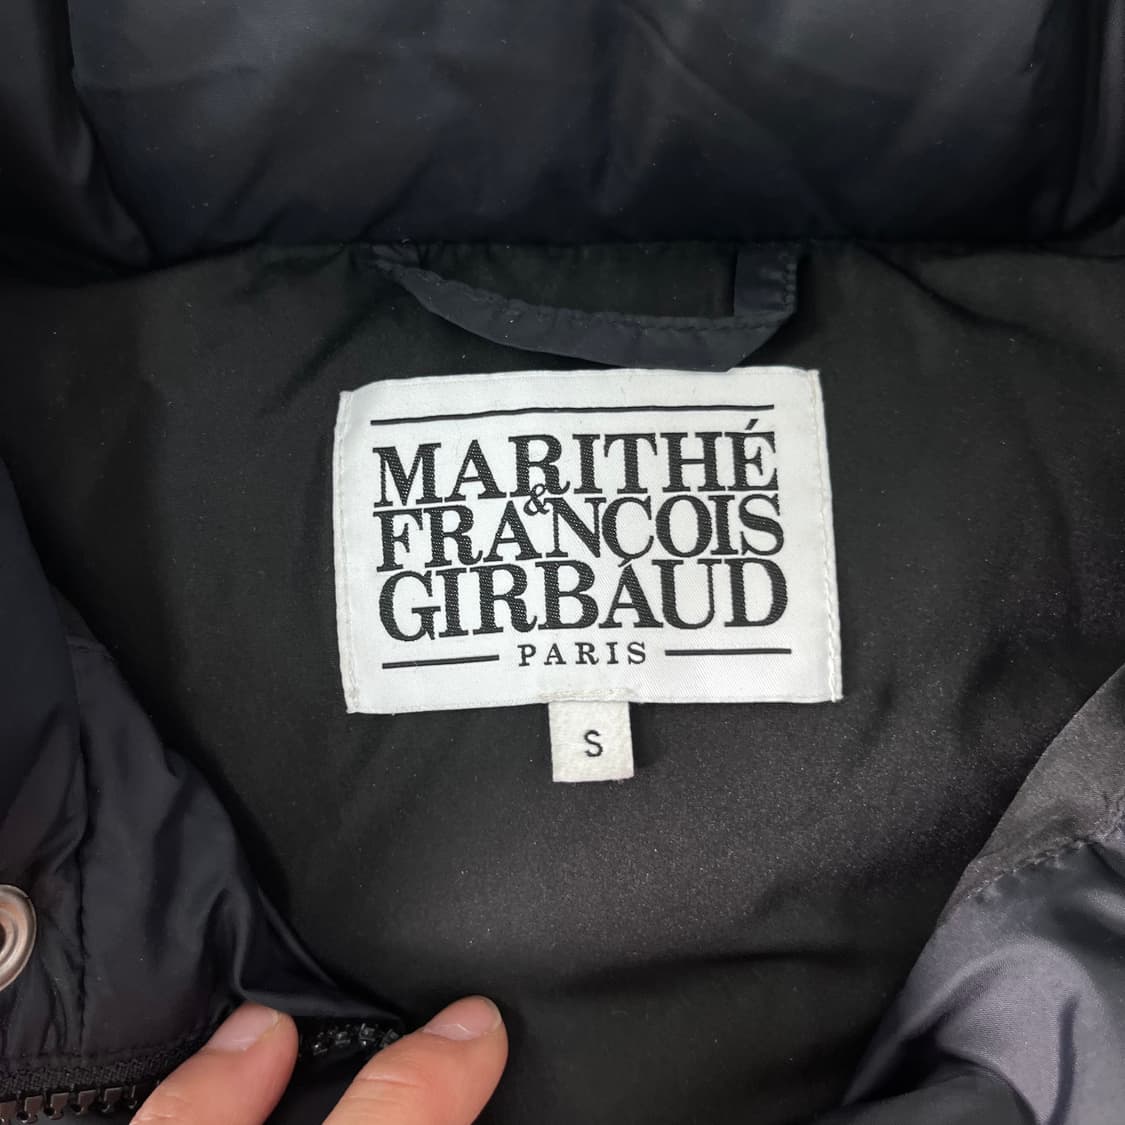 MARITHÉ
&
FRANÇOIS
GIRBAUD
PARIS
S